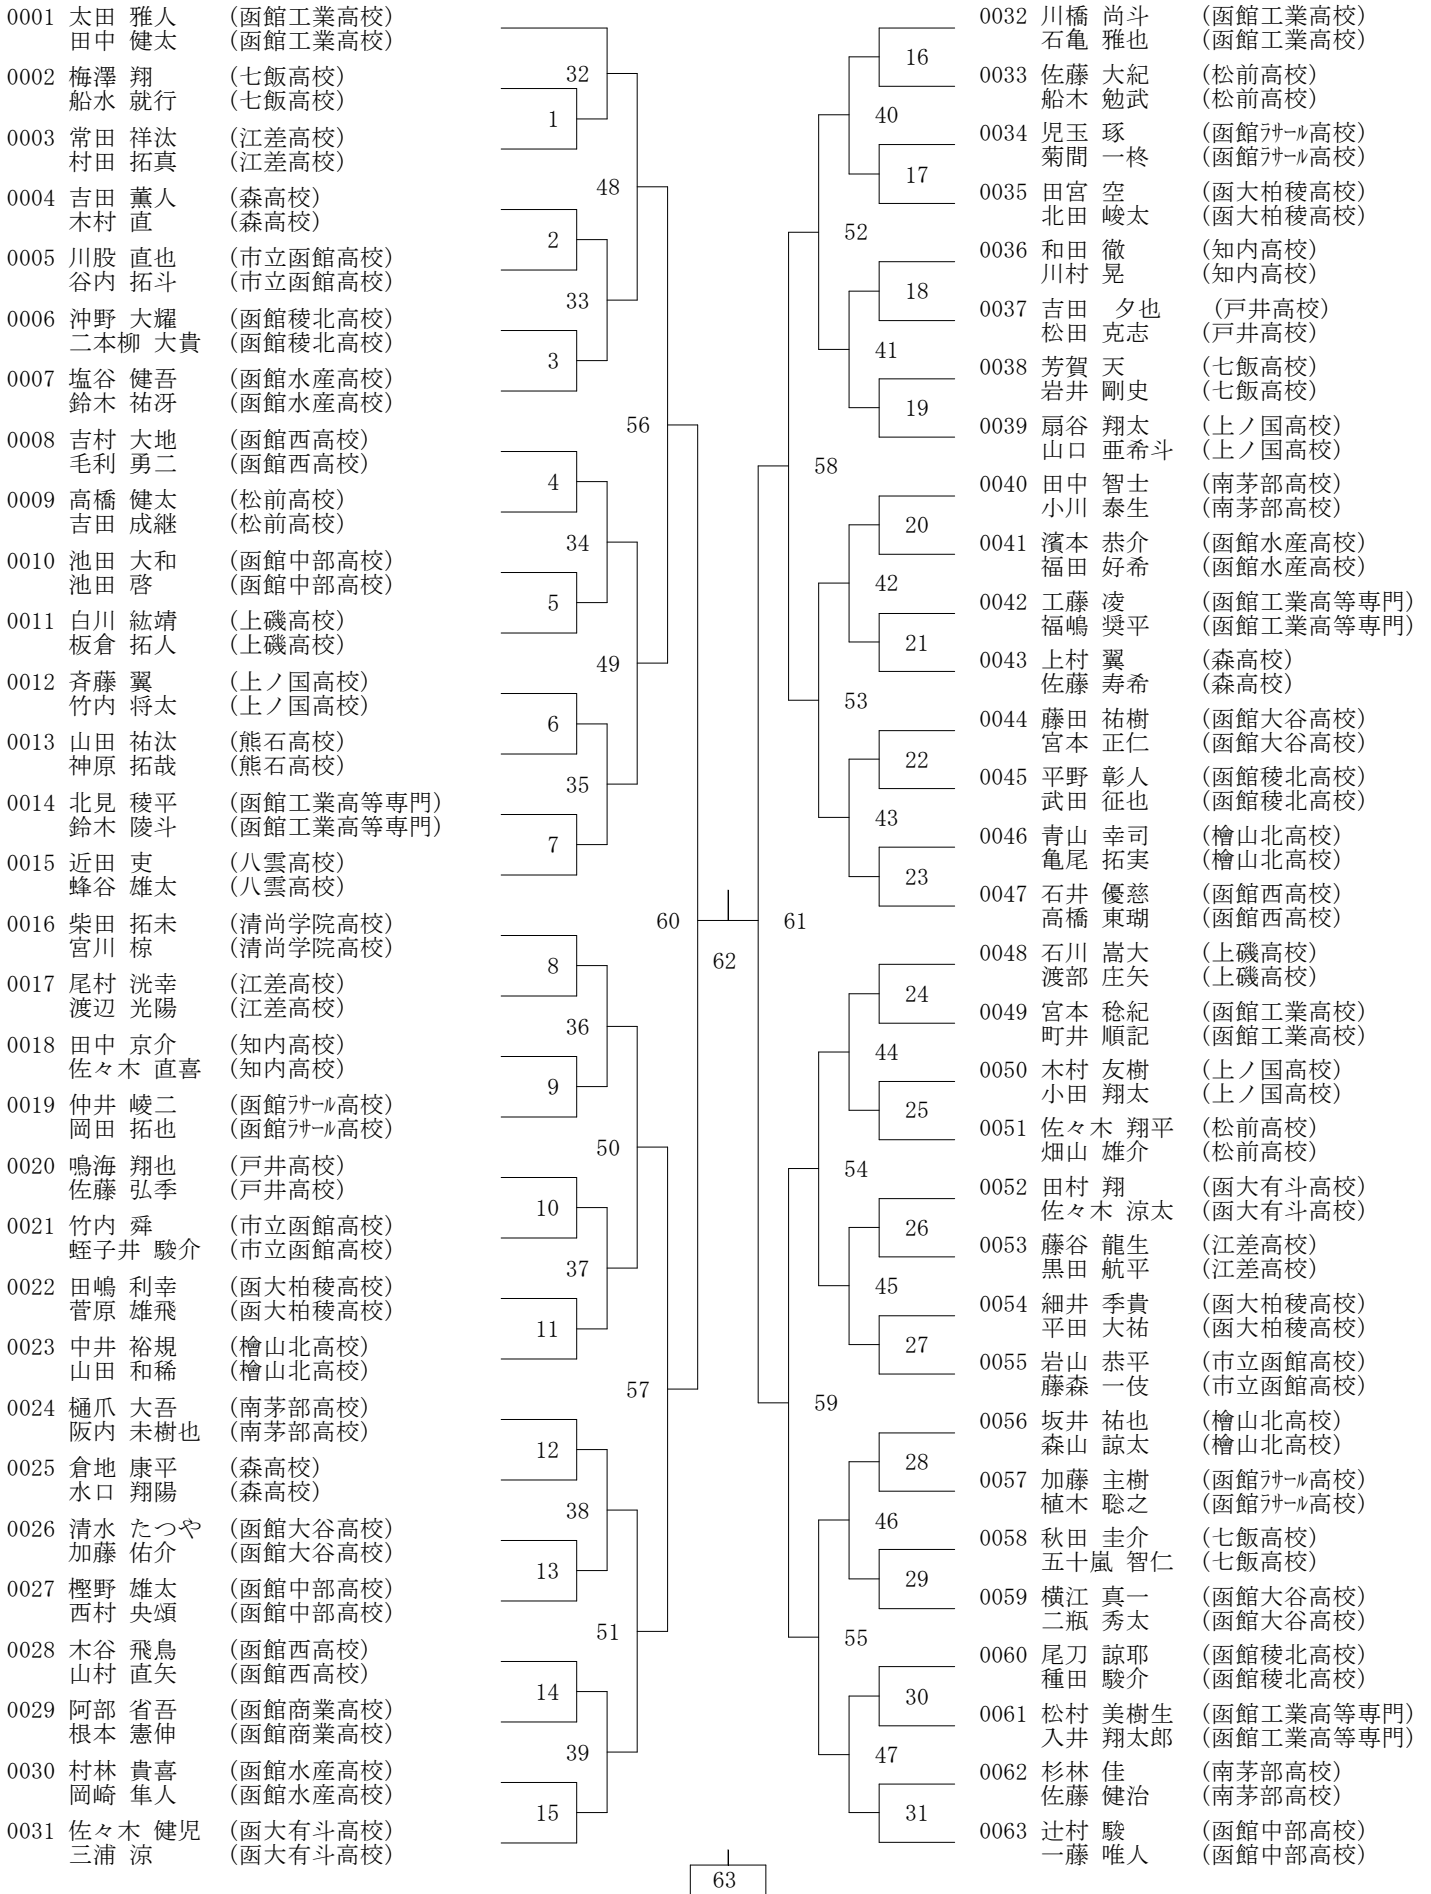 0001 太田 雅人 (函館工業高校)
田中 健太 (函館工業高校)
0002 梅澤 翔 (七飯高校)
船水 就行 (七飯高校)
0003 常田 祥汰 (江差高校)
村田 拓真 (江差高校)
0004 吉田 薫人 (森高校)
木村 直 (森高校)
0005 川股 直也 (市立函館高校)
谷内 拓斗 (市立函館高校)
0006 沖野 大耀 (函館稜北高校)
二本柳 大貴 (函館稜北高校)
0007 塩谷 健吾 (函館水産高校)
鈴木 祐冴 (函館水産高校)
0008 吉村 大地 (函館西高校)
毛利 勇二 (函館西高校)
0009 高橋 健太 (松前高校)
吉田 成継 (松前高校)
0010 池田 大和 (函館中部高校)
池田 啓 (函館中部高校)
0011 白川 紘靖 (上磯高校)
板倉 拓人 (上磯高校)
0012 斉藤 翼 (上ノ国高校)
竹内 将太 (上ノ国高校)
0013 山田 祐汰 (熊石高校)
神原 拓哉 (熊石高校)
0014 北見 稜平 (函館工業高等専門)
鈴木 陵斗 (函館工業高等専門)
0015 近田 吏 (八雲高校)
蜂谷 雄太 (八雲高校)
0016 柴田 拓未 (清尚学院高校)
宮川 椋 (清尚学院高校)
0017 尾村 洸幸 (江差高校)
渡辺 光陽 (江差高校)
0018 田中 京介 (知内高校)
佐々木 直喜 (知内高校)
0019 仲井 崚二 (函館ﾗｻｰﾙ高校)
岡田 拓也 (函館ﾗｻｰﾙ高校)
0020 鳴海 翔也 (戸井高校)
佐藤 弘季 (戸井高校)
0021 竹内 舜 (市立函館高校)
蛭子井 駿介 (市立函館高校)
0022 田嶋 利幸 (函大柏稜高校)
菅原 雄飛 (函大柏稜高校)
0023 中井 裕規 (檜山北高校)
山田 和稀 (檜山北高校)
0024 樋爪 大吾 (南茅部高校)
阪内 未樹也 (南茅部高校)
0025 倉地 康平 (森高校)
水口 翔陽 (森高校)
0026 清水 たつや (函館大谷高校)
加藤 佑介 (函館大谷高校)
0027 樫野 雄太 (函館中部高校)
西村 央頌 (函館中部高校)
0028 木谷 飛鳥 (函館西高校)
山村 直矢 (函館西高校)
0029 阿部 省吾 (函館商業高校)
根本 憲伸 (函館商業高校)
0030 村林 貴喜 (函館水産高校)
岡崎 隼人 (函館水産高校)
0031 佐々木 健児 (函大有斗高校)
三浦 涼 (函大有斗高校)
32
1
48
2
33
3
56
4
34
5
49
6
35
7
60
8
36
9
50
10
37
11
57
12
38
13
51
14
39
15
62
63
61
16
40
17
52
18
41
19
58
20
42
21
53
22
43
23
24
44
25
54
26
45
27
59
28
46
29
55
30
47
31
0032 川橋 尚斗 (函館工業高校)
石亀 雅也 (函館工業高校)
0033 佐藤 大紀 (松前高校)
船木 勉武 (松前高校)
0034 児玉 琢 (函館ﾗｻｰﾙ高校)
菊間 一柊 (函館ﾗｻｰﾙ高校)
0035 田宮 空 (函大柏稜高校)
北田 峻太 (函大柏稜高校)
0036 和田 徹 (知内高校)
川村 晃 (知内高校)
0037 吉田 夕也 (戸井高校)
松田 克志 (戸井高校)
0038 芳賀 天 (七飯高校)
岩井 剛史 (七飯高校)
0039 扇谷 翔太 (上ノ国高校)
山口 亜希斗 (上ノ国高校)
0040 田中 智士 (南茅部高校)
小川 泰生 (南茅部高校)
0041 濱本 恭介 (函館水産高校)
福田 好希 (函館水産高校)
0042 工藤 凌 (函館工業高等専門)
福嶋 奨平 (函館工業高等専門)
0043 上村 翼 (森高校)
佐藤 寿希 (森高校)
0044 藤田 祐樹 (函館大谷高校)
宮本 正仁 (函館大谷高校)
0045 平野 彰人 (函館稜北高校)
武田 征也 (函館稜北高校)
0046 青山 幸司 (檜山北高校)
亀尾 拓実 (檜山北高校)
0047 石井 優慈 (函館西高校)
高橋 東瑚 (函館西高校)
0048 石川 嵩大 (上磯高校)
渡部 庄矢 (上磯高校)
0049 宮本 稔紀 (函館工業高校)
町井 順記 (函館工業高校)
0050 木村 友樹 (上ノ国高校)
小田 翔太 (上ノ国高校)
0051 佐々木 翔平 (松前高校)
畑山 雄介 (松前高校)
0052 田村 翔 (函大有斗高校)
佐々木 涼太 (函大有斗高校)
0053 藤谷 龍生 (江差高校)
黒田 航平 (江差高校)
0054 細井 季貴 (函大柏稜高校)
平田 大祐 (函大柏稜高校)
0055 岩山 恭平 (市立函館高校)
藤森 一伎 (市立函館高校)
0056 坂井 祐也 (檜山北高校)
森山 諒太 (檜山北高校)
0057 加藤 主樹 (函館ﾗｻｰﾙ高校)
植木 聡之 (函館ﾗｻｰﾙ高校)
0058 秋田 圭介 (七飯高校)
五十嵐 智仁 (七飯高校)
0059 横江 真一 (函館大谷高校)
二瓶 秀太 (函館大谷高校)
0060 尾刀 諒耶 (函館稜北高校)
種田 駿介 (函館稜北高校)
0061 松村 美樹生 (函館工業高等専門)
入井 翔太郎 (函館工業高等専門)
0062 杉林 佳 (南茅部高校)
佐藤 健治 (南茅部高校)
0063 辻村 駿 (函館中部高校)
一藤 唯人 (函館中部高校)